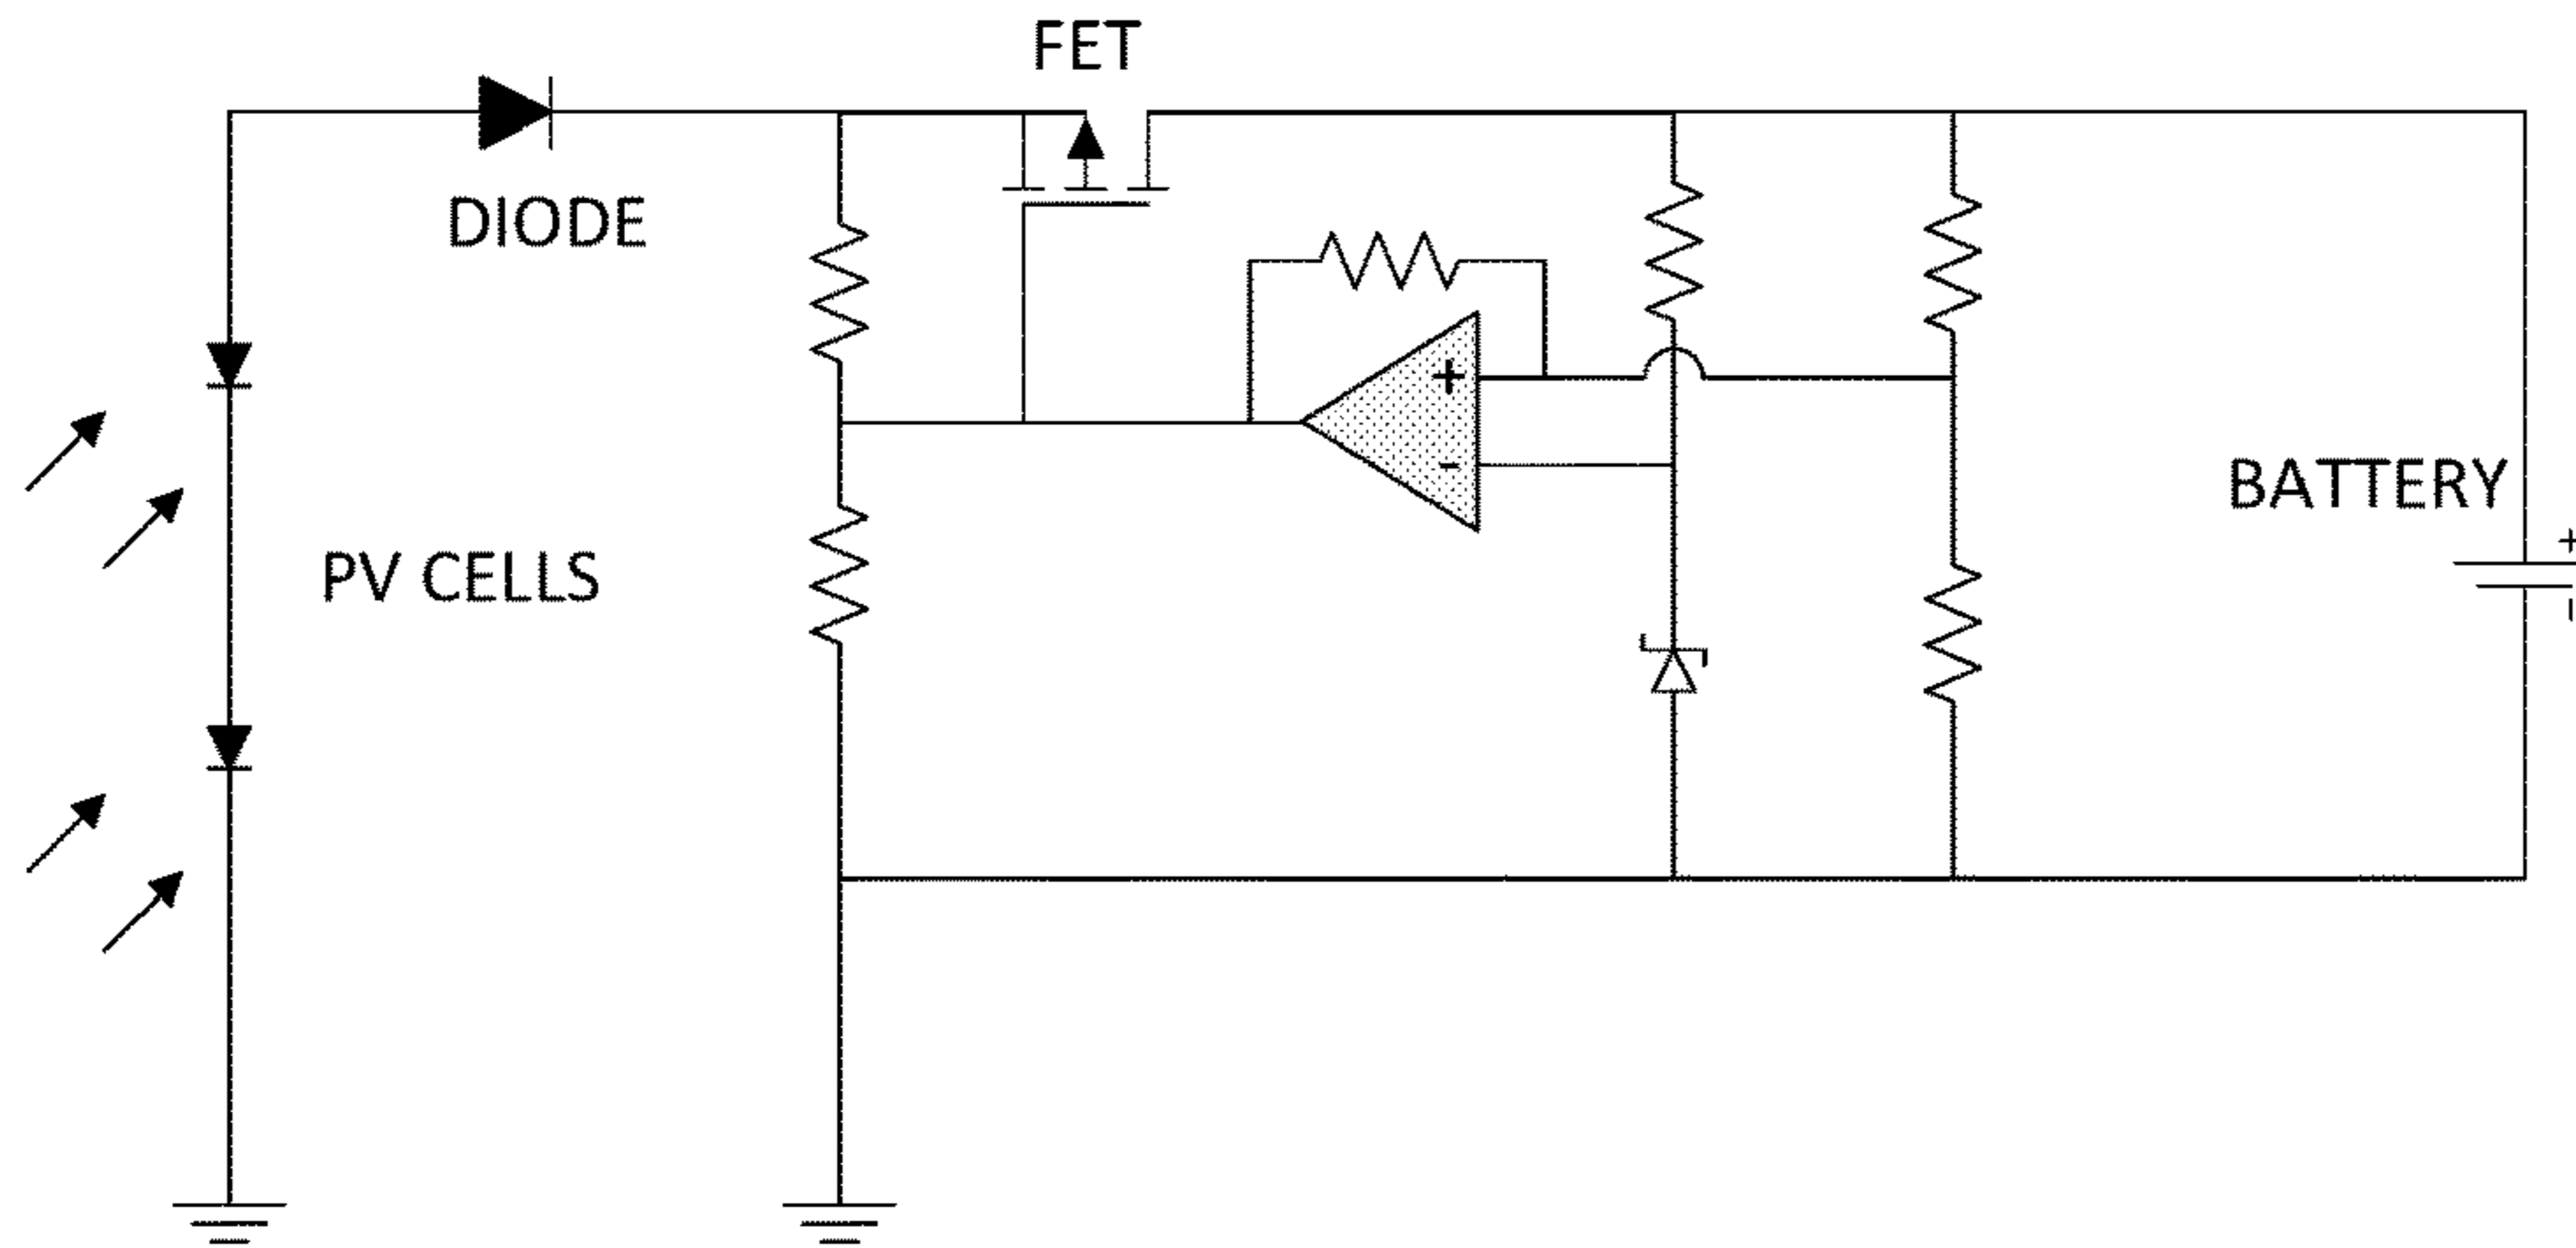 FET
DIODE
+
-
BATTERY
+
-
PV CELLS